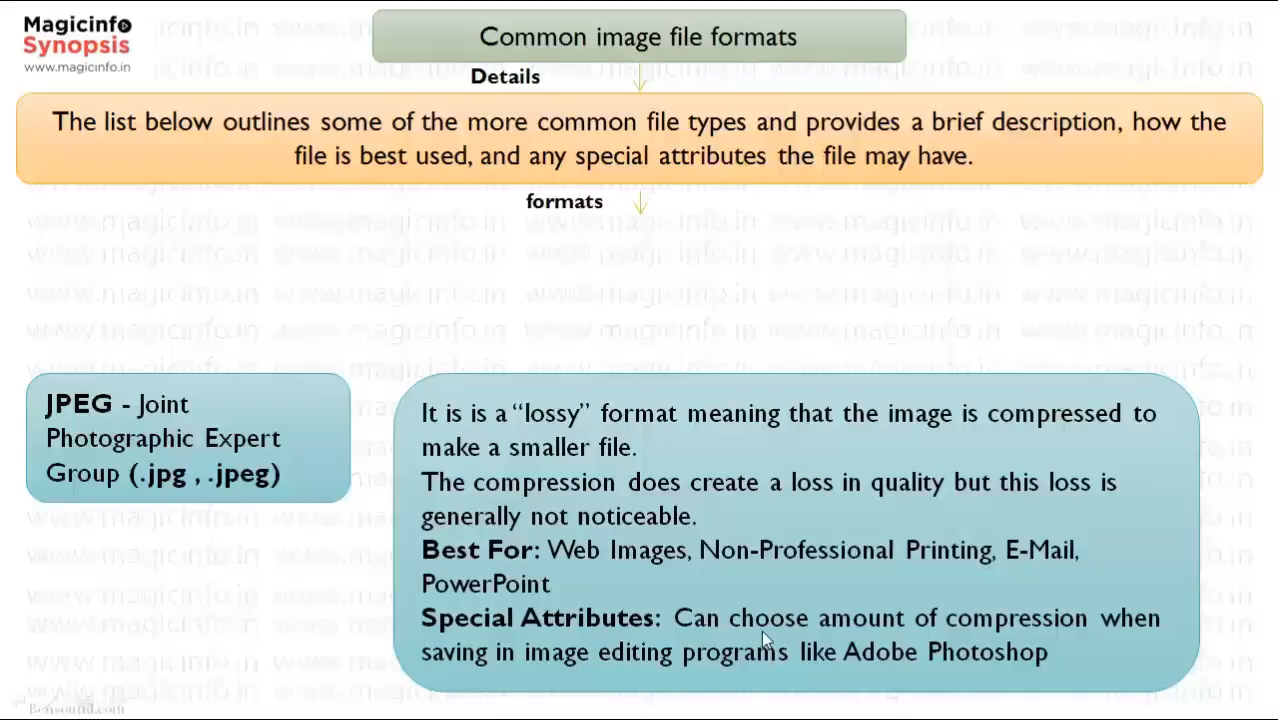 Magicinfo
Synopsis
www.magicinfo.in
Common image file formats
Details
The list below outlines some of the more common file types and provides a brief description, how the
file is best used, and any special attributes the file may have.
formats
JPEG - Joint
Photographic Expert
Group (.jpg , .jpeg)
It is is a “lossy” format meaning that the image is compressed to
make a smaller file.
The compression does create a loss in quality but this loss is
generally not noticeable.
Best For: Web Images, Non-Professional Printing, E-Mail,
PowerPoint
Special Attributes: Can choose amount of compression when
saving in image editing programs like Adobe Photoshop
Bensound.com